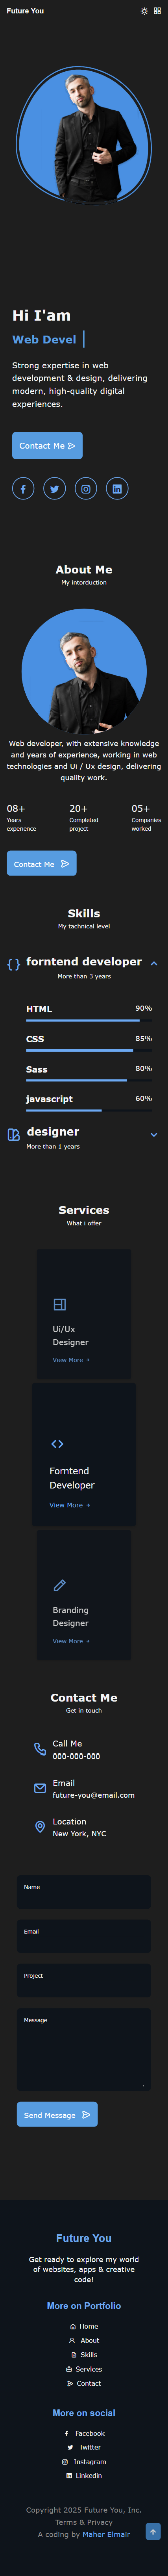 Future You
Hi I'am
Web Devel
Strong expertise in web
development & design, delivering
modern, high-quality digital
experiences.
Contact Me
About Me
My intorduction
Web developer, with extensive knowledge
and years of experience, working in web
technologies and UI / Ux design, delivering
quality work.
08+ 20+ 05+
Years Completed Companies
experience project worked
Contact Me
Skills
My tachnical level
forntend developer
More than 3 years
HTML 90%
CSS 85%
Sass 80%
javascript 60%
designer
More than 1 years
Services
What i offer
Ui/Ux
Designer
View More
Forntend
Developer
View More
Branding
Designer
View More
Contact Me
Get in touch
Call Me
000-000-000
Email
future-you@email.com
Location
New York, NYC
Name
Email
Project
Message
Send Message
Future You
Get ready to explore my world
of websites, apps & creative
code!
More on Portfolio
Home
About
Skills
Services
Contact
More on social
Facebook
Twitter
Instagram
Linkedin
Copyright 2025 Future You, Inc.
Terms & Privacy
A coding by Maher Elmair